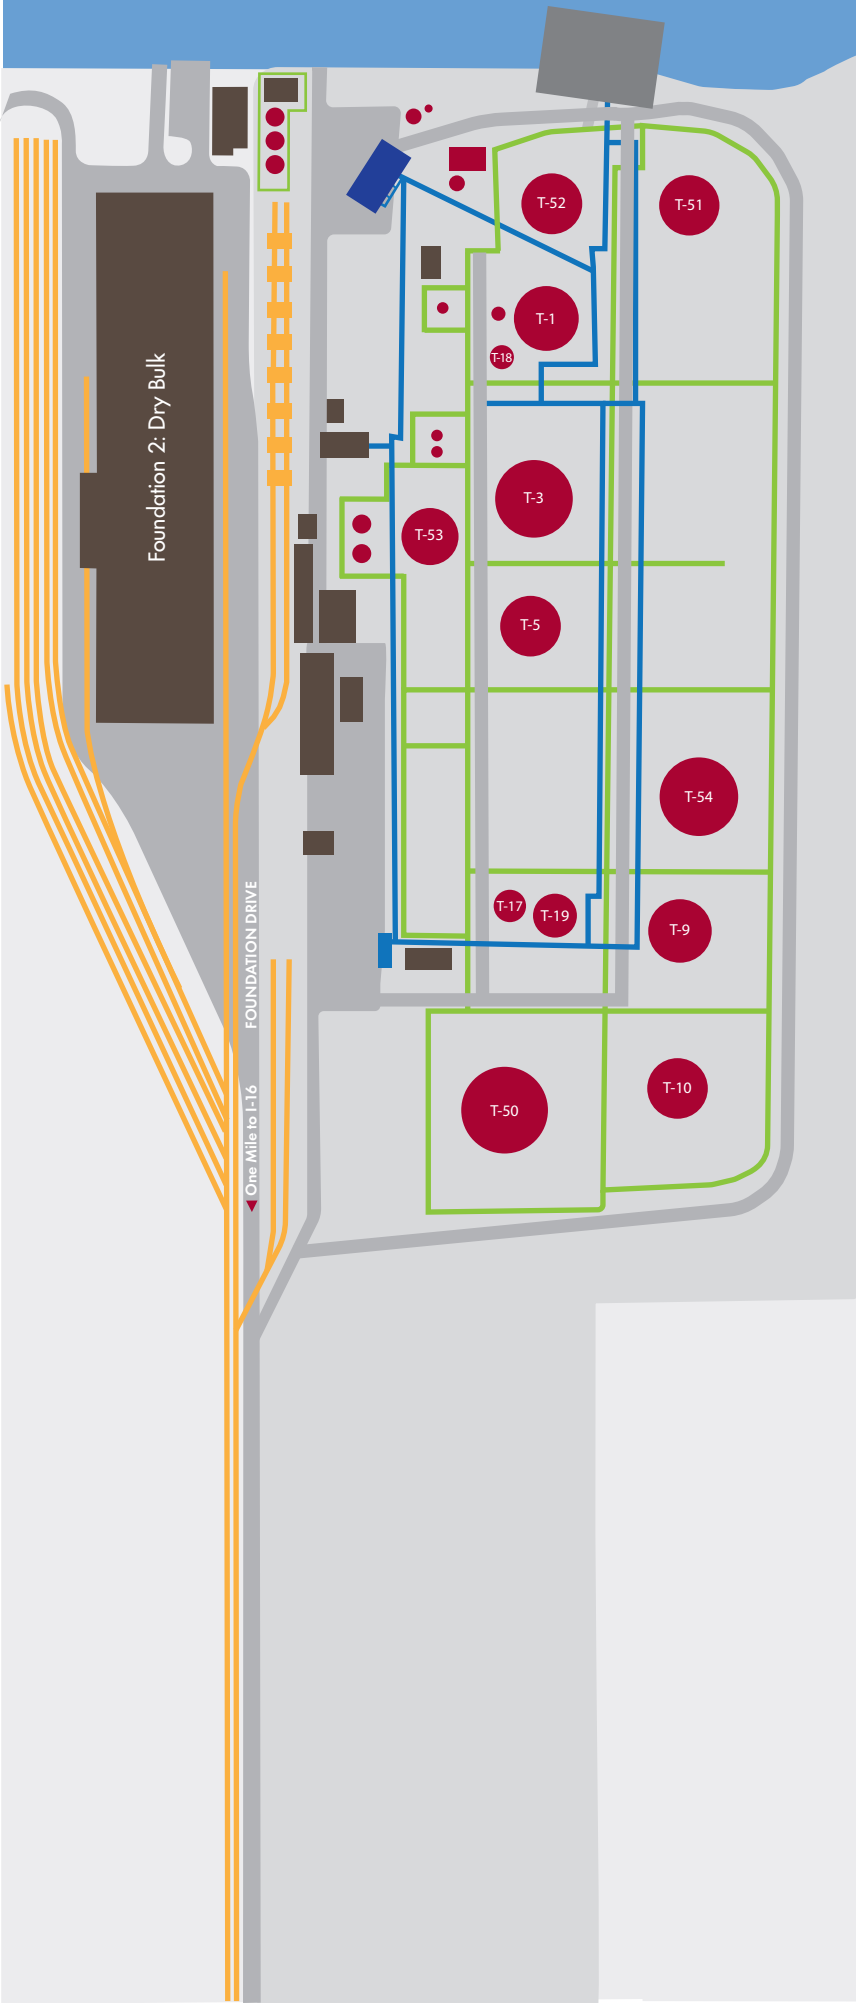 T-52
T-51
T-1
T-18
Foundation 2: Dry Bulk
T-3
T-53
T-5
T-54
T-17
T-19
T-9
FOUNDATION DRIVE
One Mile to I-16
T-10
T-50